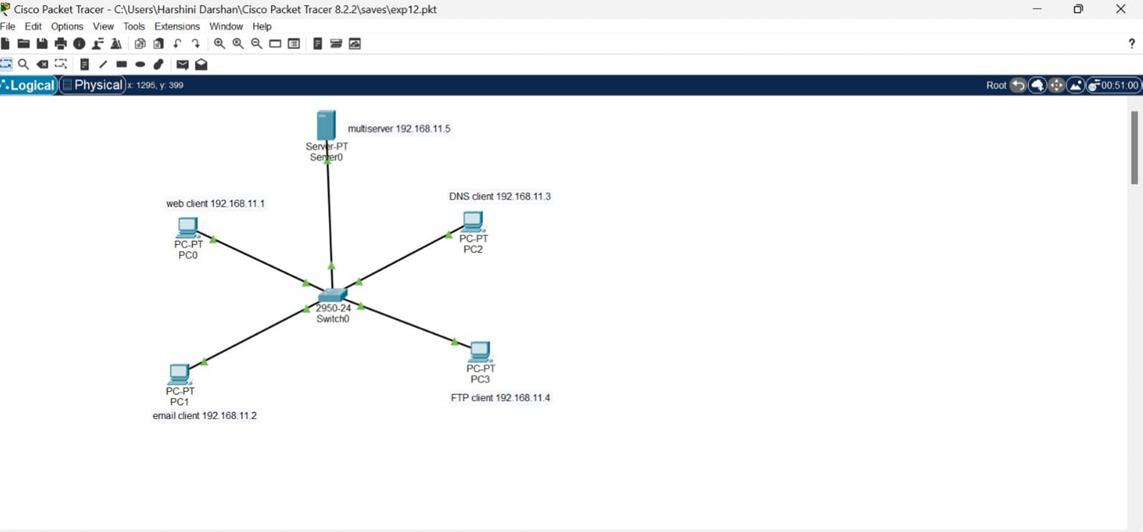 Cisco Packet Tracer - C:\Users\Harshini Darshan\Cisco Packet Tracer 8.2.2\saves\exp12.pkt
File Edit Options View Tools Extensions Window Help
?
Logical Physical x: 1295, y: 399 Root 00:51:00
multiserver 192.168.11.5
Server-PT
Server0
web client 192.168.11.1
PC-PT
PC0
DNS client 192.168.11.3
PC-PT
PC2
2950-24
Switch0
PC-PT
PC1
email client 192.168.11.2
PC-PT
PC3
FTP client 192.168.11.4